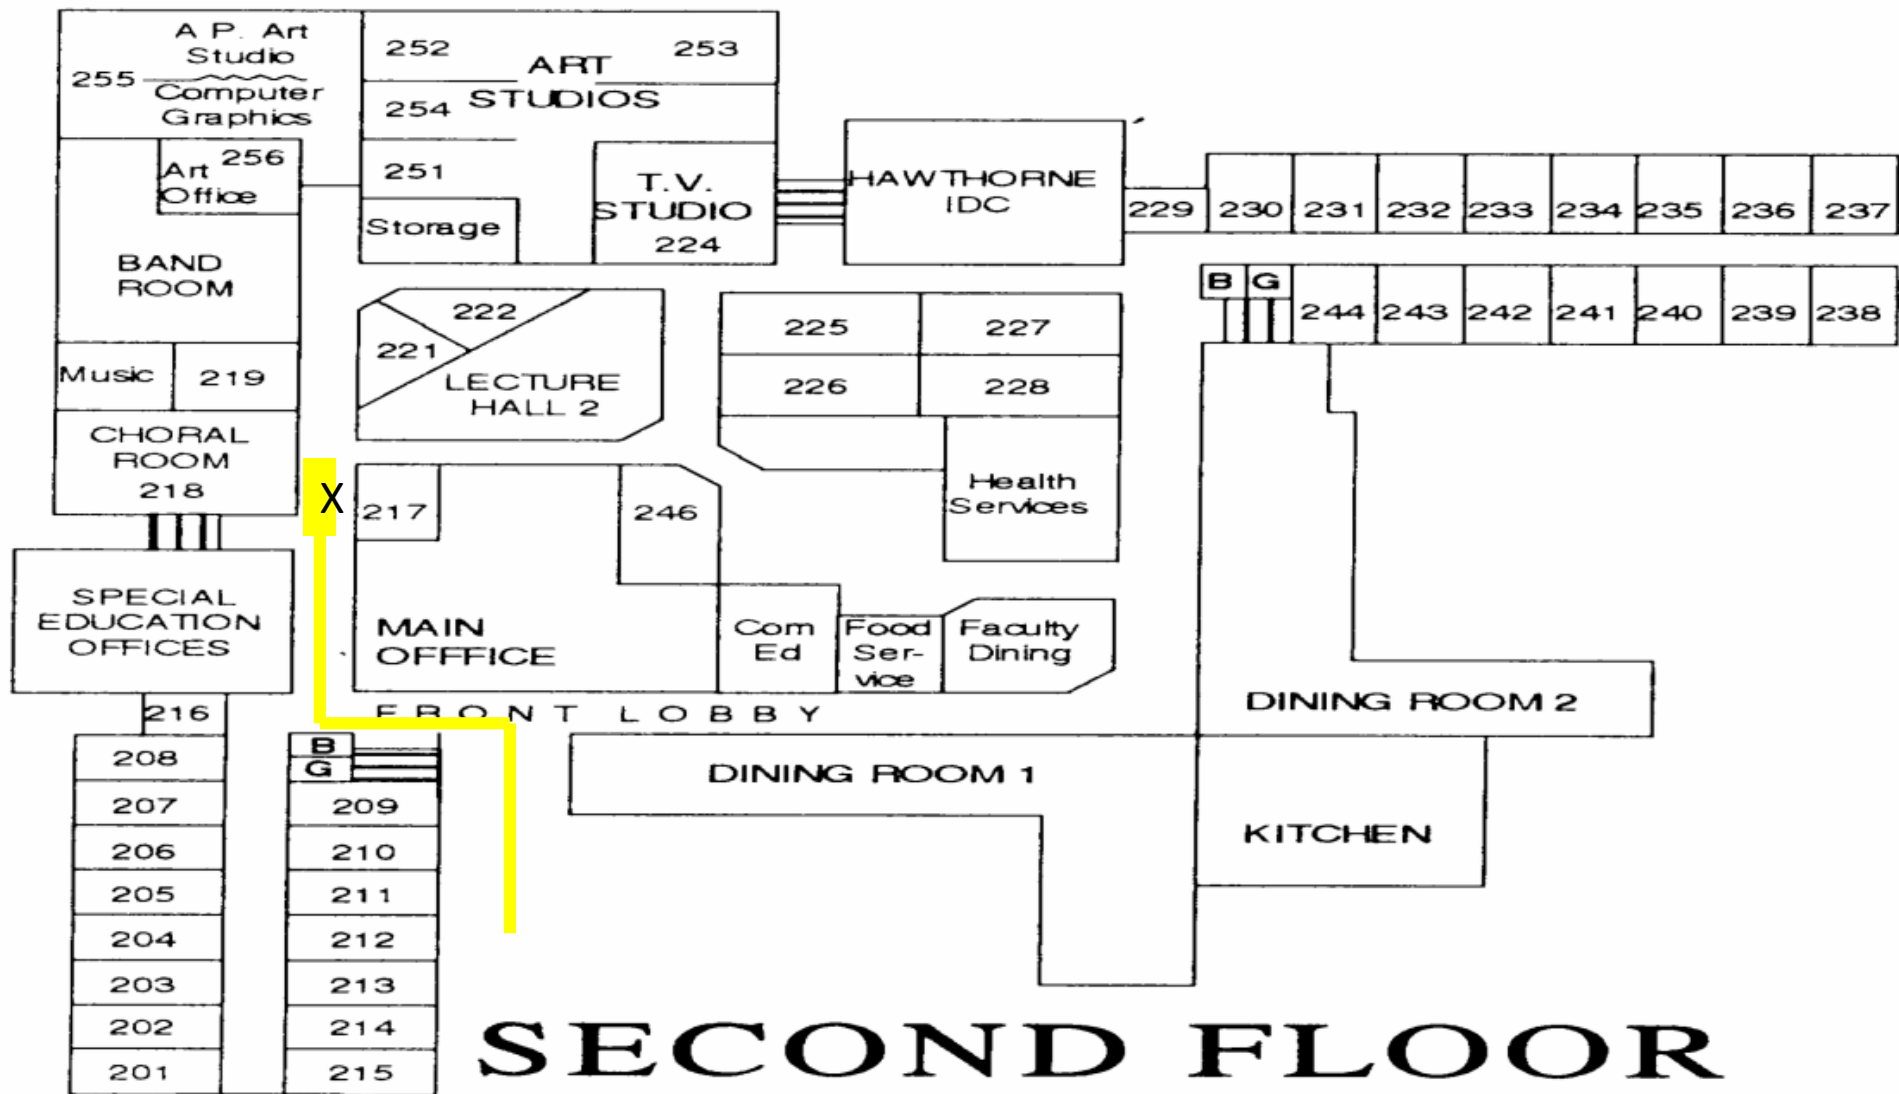 A P. Art
Studio
255
Computer
Graphics
252
ART
253
STUDIOS
254
256
Art
Office
251
Storage
T.V.
STUDIO
224
HAWTHORNE
IDC
229
230
231
232
233
234
235
236
237
BAND
ROOM
222
221
LECTURE
HALL 2
225
227
226
228
B
G
244
243
242
241
240
239
238
Music
219
CHORAL
ROOM
218
X
217
246
Health
Services
SPECIAL
EDUCATION
OFFICES
MAIN
OFFFICE
Com
Ed
Food
Ser-
vice
Faculty
Dining
216
FRONT LOBBY
DINING ROOM 2
208
B
G
DINING ROOM 1
207
209
206
210
KITCHEN
205
211
204
212
203
213
202
214
201
215
SECOND FLOOR